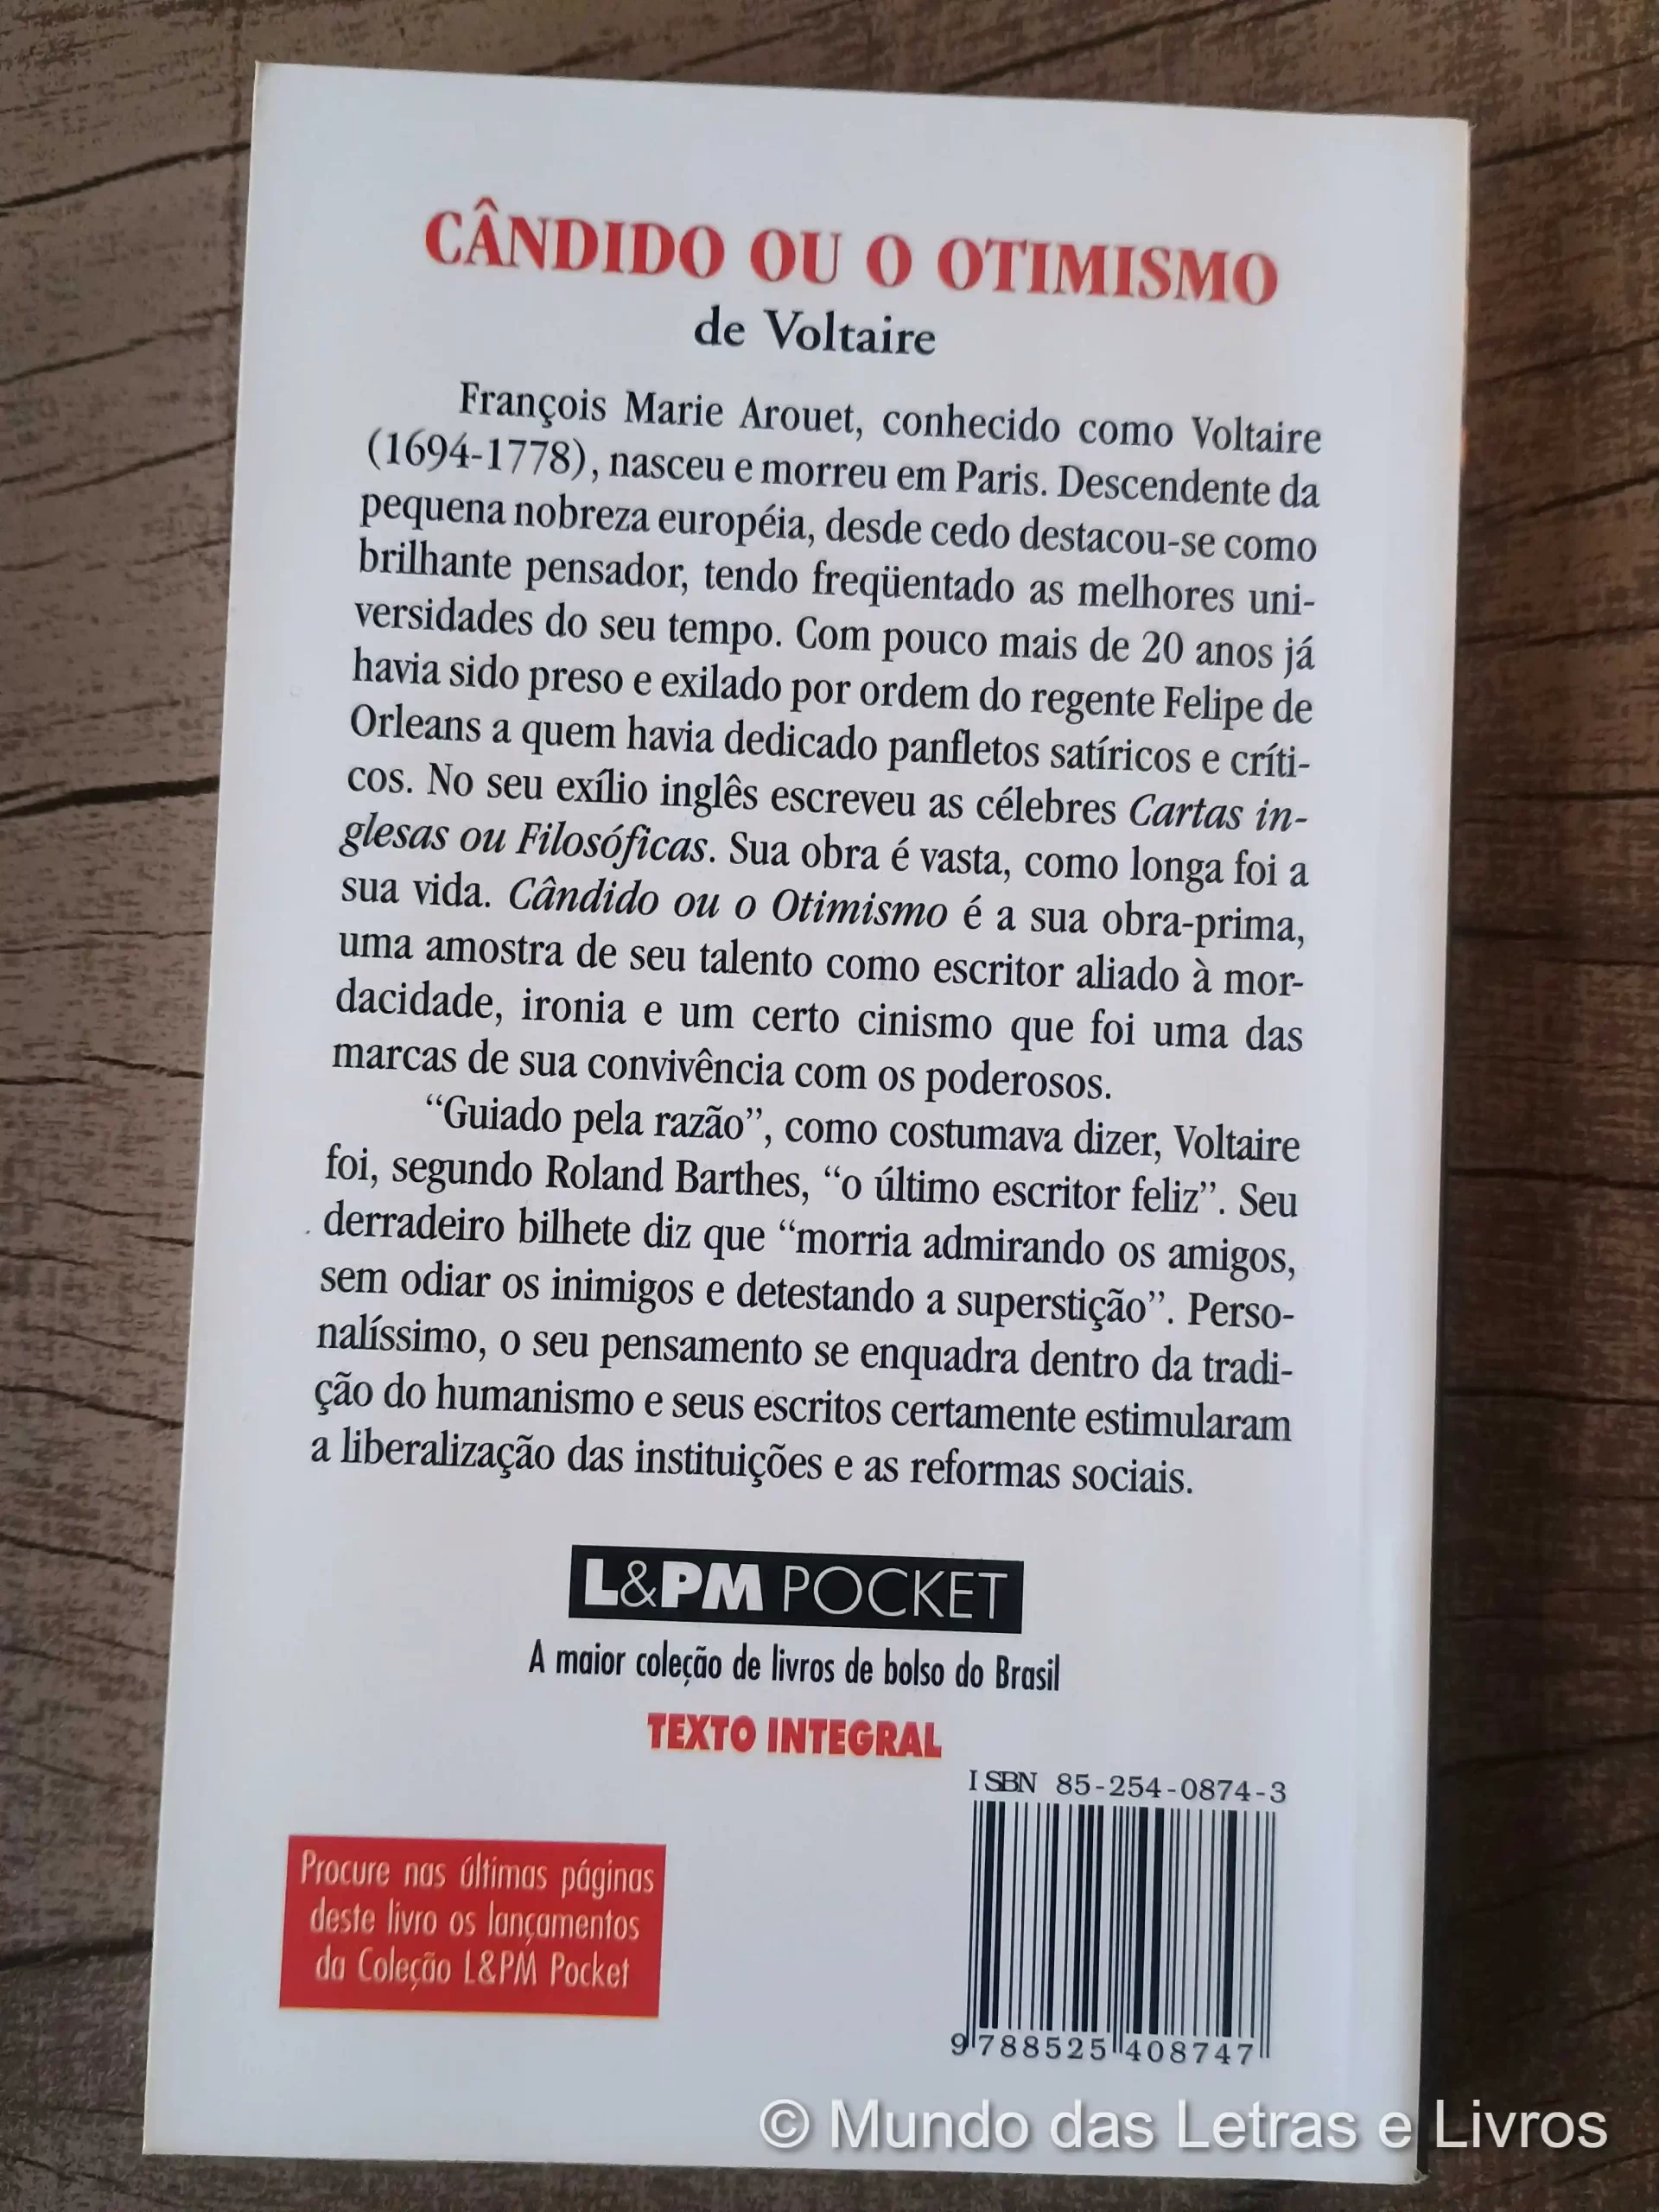 CÂNDIDO OU O OTIMISMO
de Voltaire
François Marie Arouet, conhecido como Voltaire
(1694-1778), nasceu e morreu em Paris. Descendente da
pequena nobreza européia, desde cedo destacou-se como
brilhante pensador, tendo freqüentado as melhores uni-
versidades do seu tempo. Com pouco mais de 20 anos já
havia sido preso e exilado por ordem do regente Felipe de
Orleans a quem havia dedicado panfletos satíricos e críti-
cos. No seu exílio inglês escreveu as célebres Cartas in-
glesas ou Filosóficas. Sua obra é vasta, como longa foi a
sua vida. Cândido ou o Otimismo é a sua obra-prima,
uma amostra de seu talento como escritor aliado à mor-
dacidade, ironia e um certo cinismo que foi uma das
marcas de sua convivência com os poderosos.
“Guiado pela razão”, como costumava dizer, Voltaire
foi, segundo Roland Barthes, “o último escritor feliz”. Seu
derradeiro bilhete diz que “morria admirando os amigos,
sem odiar os inimigos e detestando a superstição”. Perso-
nalíssimo, o seu pensamento se enquadra dentro da tradi-
ção do humanismo e seus escritos certamente estimularam
a liberalização das instituições e as reformas sociais.
L&PM POCKET
A maior coleção de livros de bolso do Brasil
TEXTO INTEGRAL
ISBN 85-254-0874-3
Procure nas últimas páginas
deste livro os lançamentos
da Coleção L&PM Pocket
9 788525 408747
© Mundo das Letras e Livros